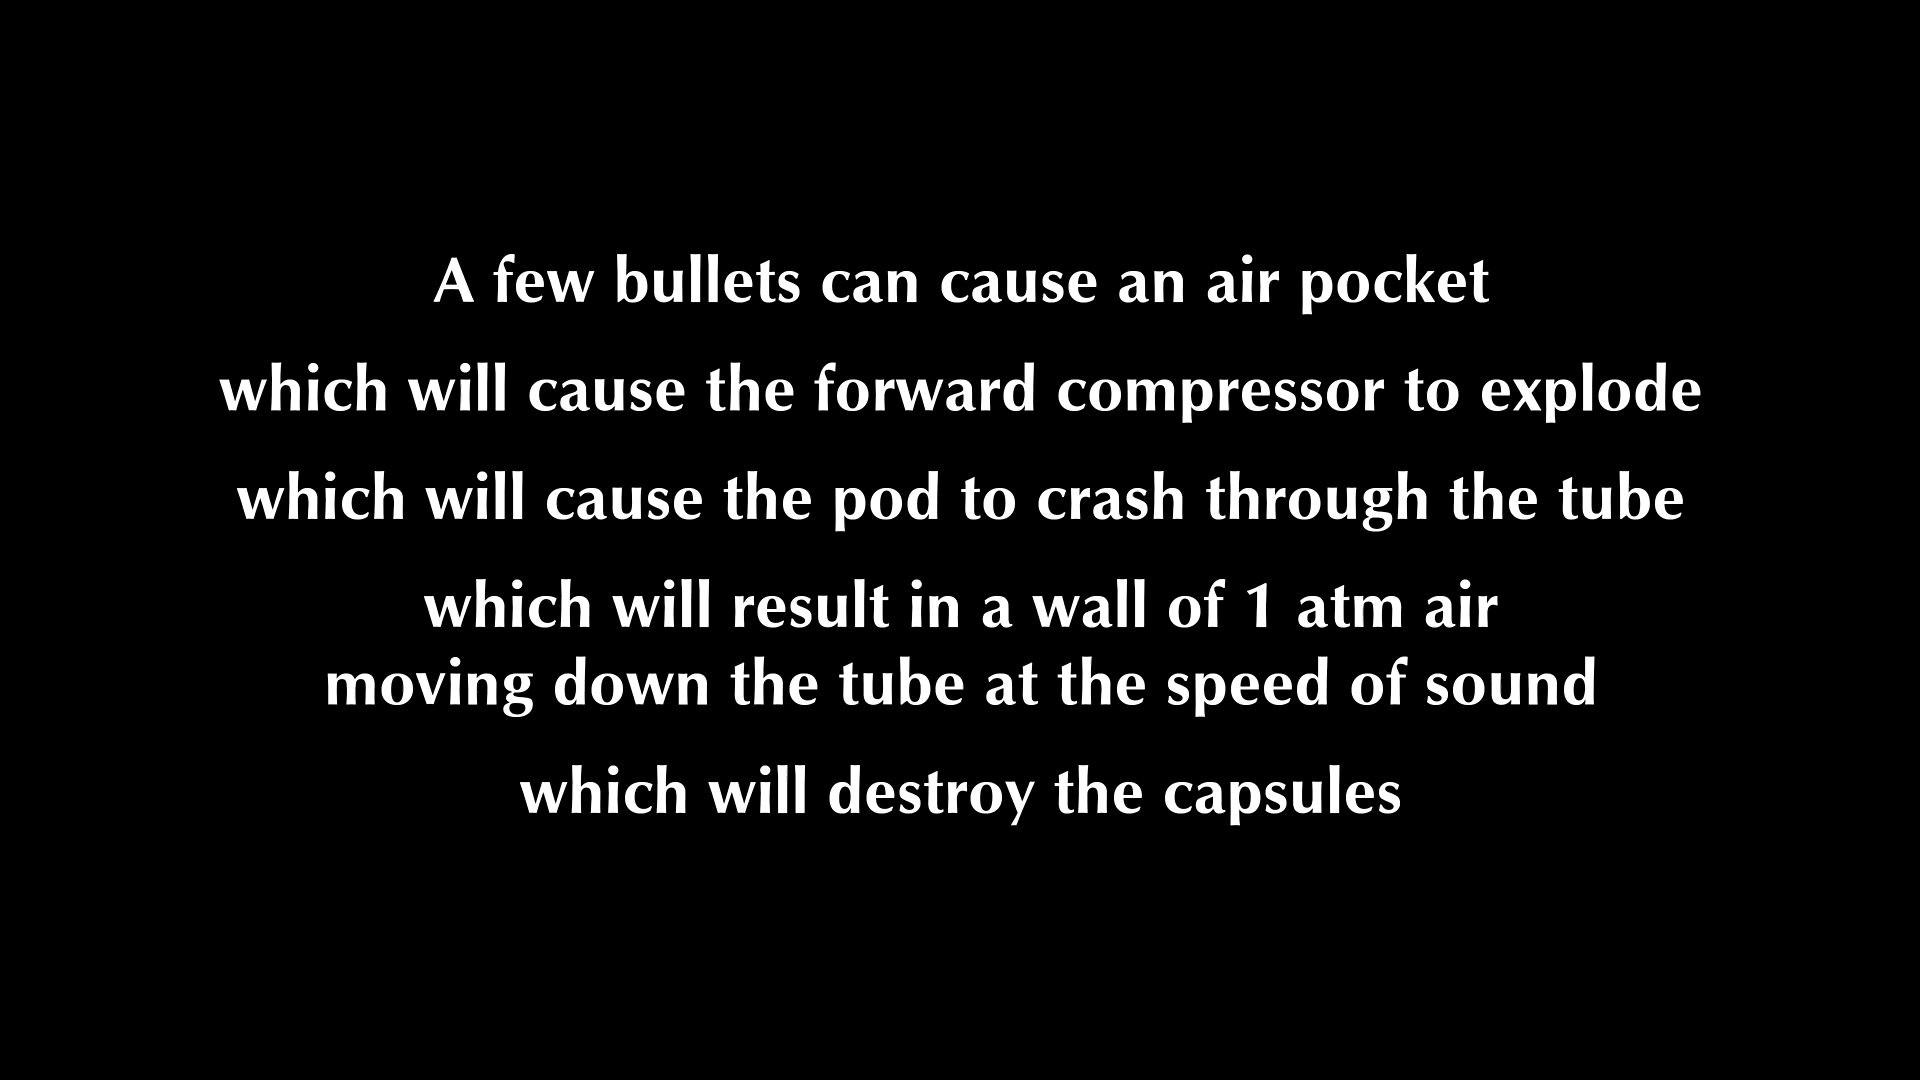 A few bullets can cause an air pocket
which will cause the forward compressor to explode
which will cause the pod to crash through the tube
which will result in a wall of 1 atm air
moving down the tube at the speed of sound
which will destroy the capsules